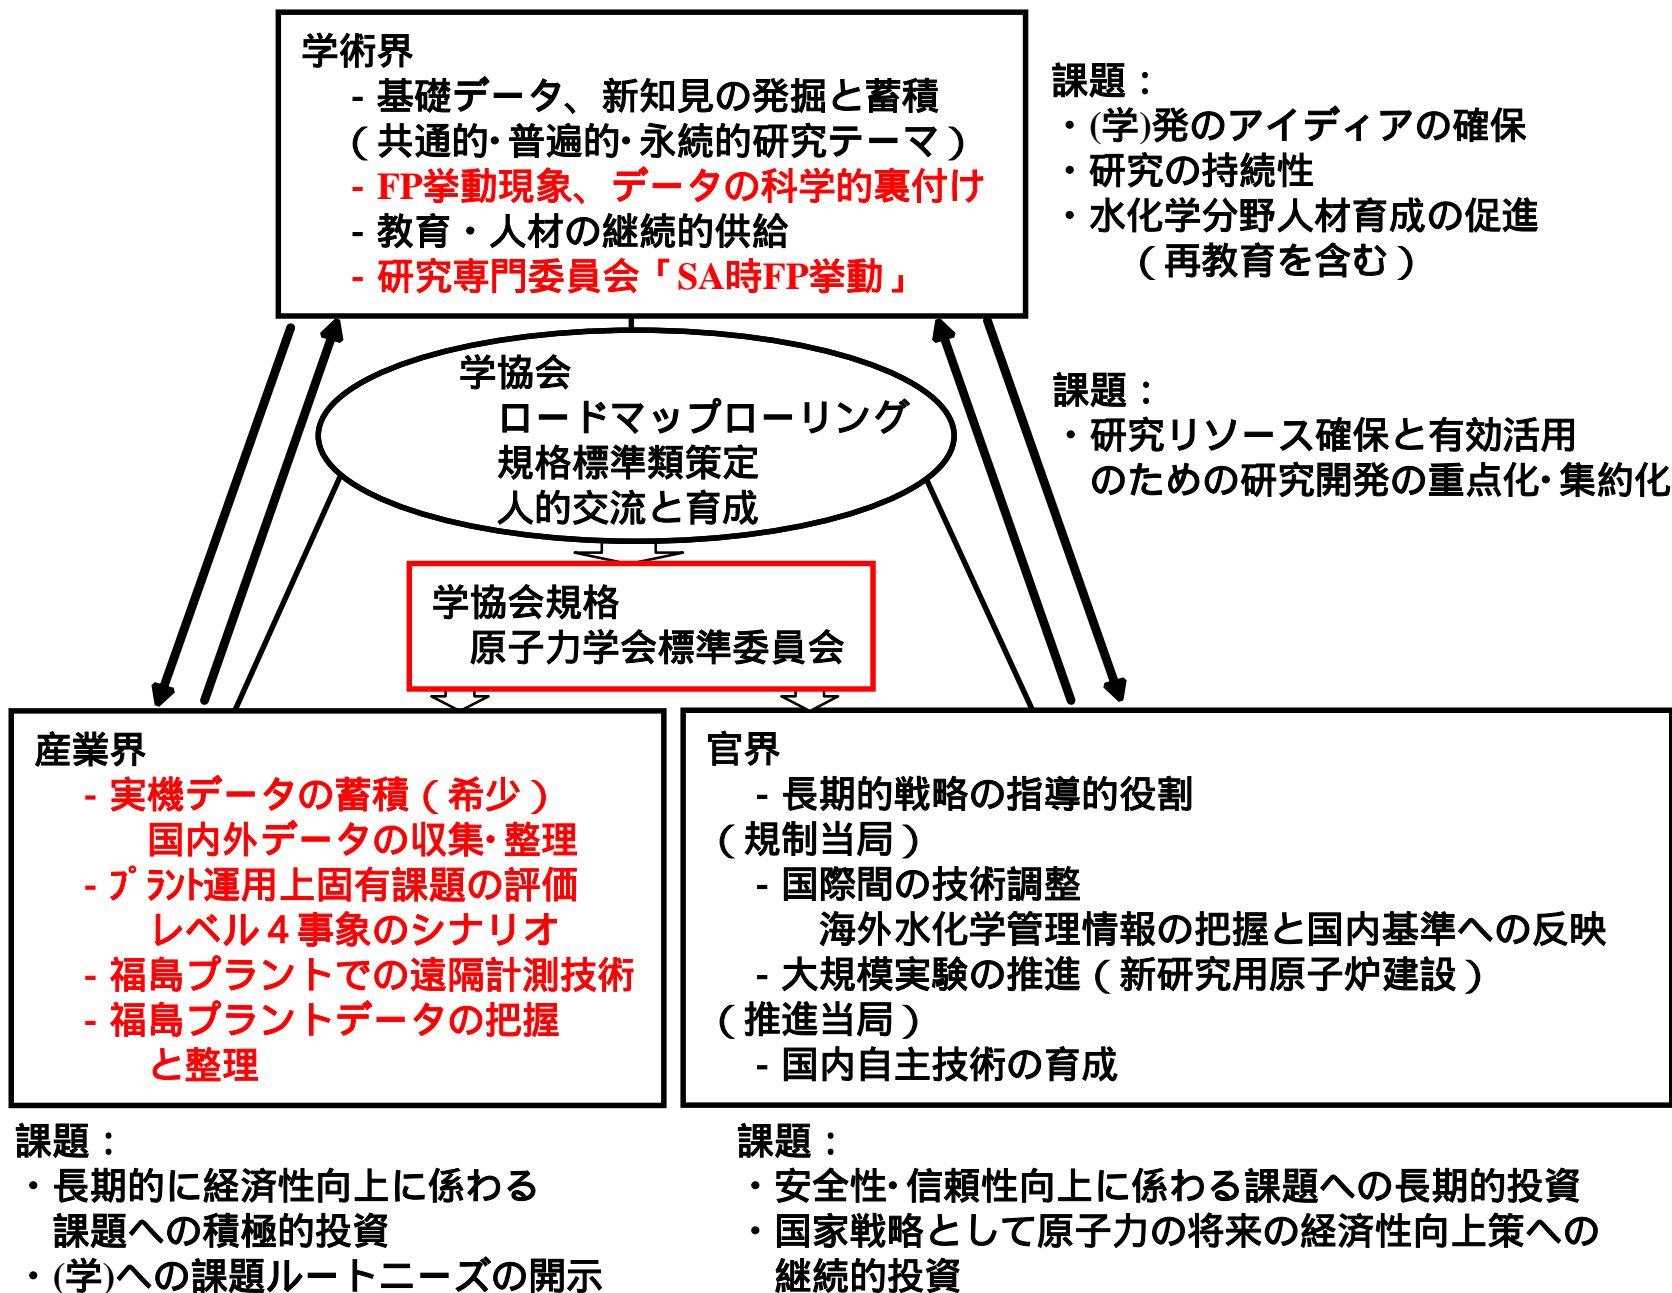 学術界
- 基礎データ、新知見の発掘と蓄積
（共通的・普遍的・永続的研究テーマ）
- FP挙動現象、データの科学的裏付け
- 教育・人材の継続的供給
- 研究専門委員会「SA時FP挙動」
課題：
・(学)発のアイディアの確保
・研究の持続性
・水化学分野人材育成の促進
（再教育を含む）
学協会
ロードマップローリング
規格標準類策定
人的交流と育成
課題：
・研究リソース確保と有効活用
のための研究開発の重点化・集約化
学協会規格
原子力学会標準委員会
産業界
- 実機データの蓄積（希少）
国内外データの収集・整理
- ﾌﾟﾗﾝﾄ運用上固有課題の評価
レベル４事象のシナリオ
- 福島プラントでの遠隔計測技術
- 福島プラントデータの把握
と整理
官界
- 長期的戦略の指導的役割
（規制当局）
- 国際間の技術調整
海外水化学管理情報の把握と国内基準への反映
- 大規模実験の推進（新研究用原子炉建設）
（推進当局）
- 国内自主技術の育成
課題：
・長期的に経済性向上に係わる
課題への積極的投資
・(学)への課題ルートニーズの開示
課題：
・安全性・信頼性向上に係わる課題への長期的投資
・国家戦略として原子力の将来の経済性向上策への
継続的投資